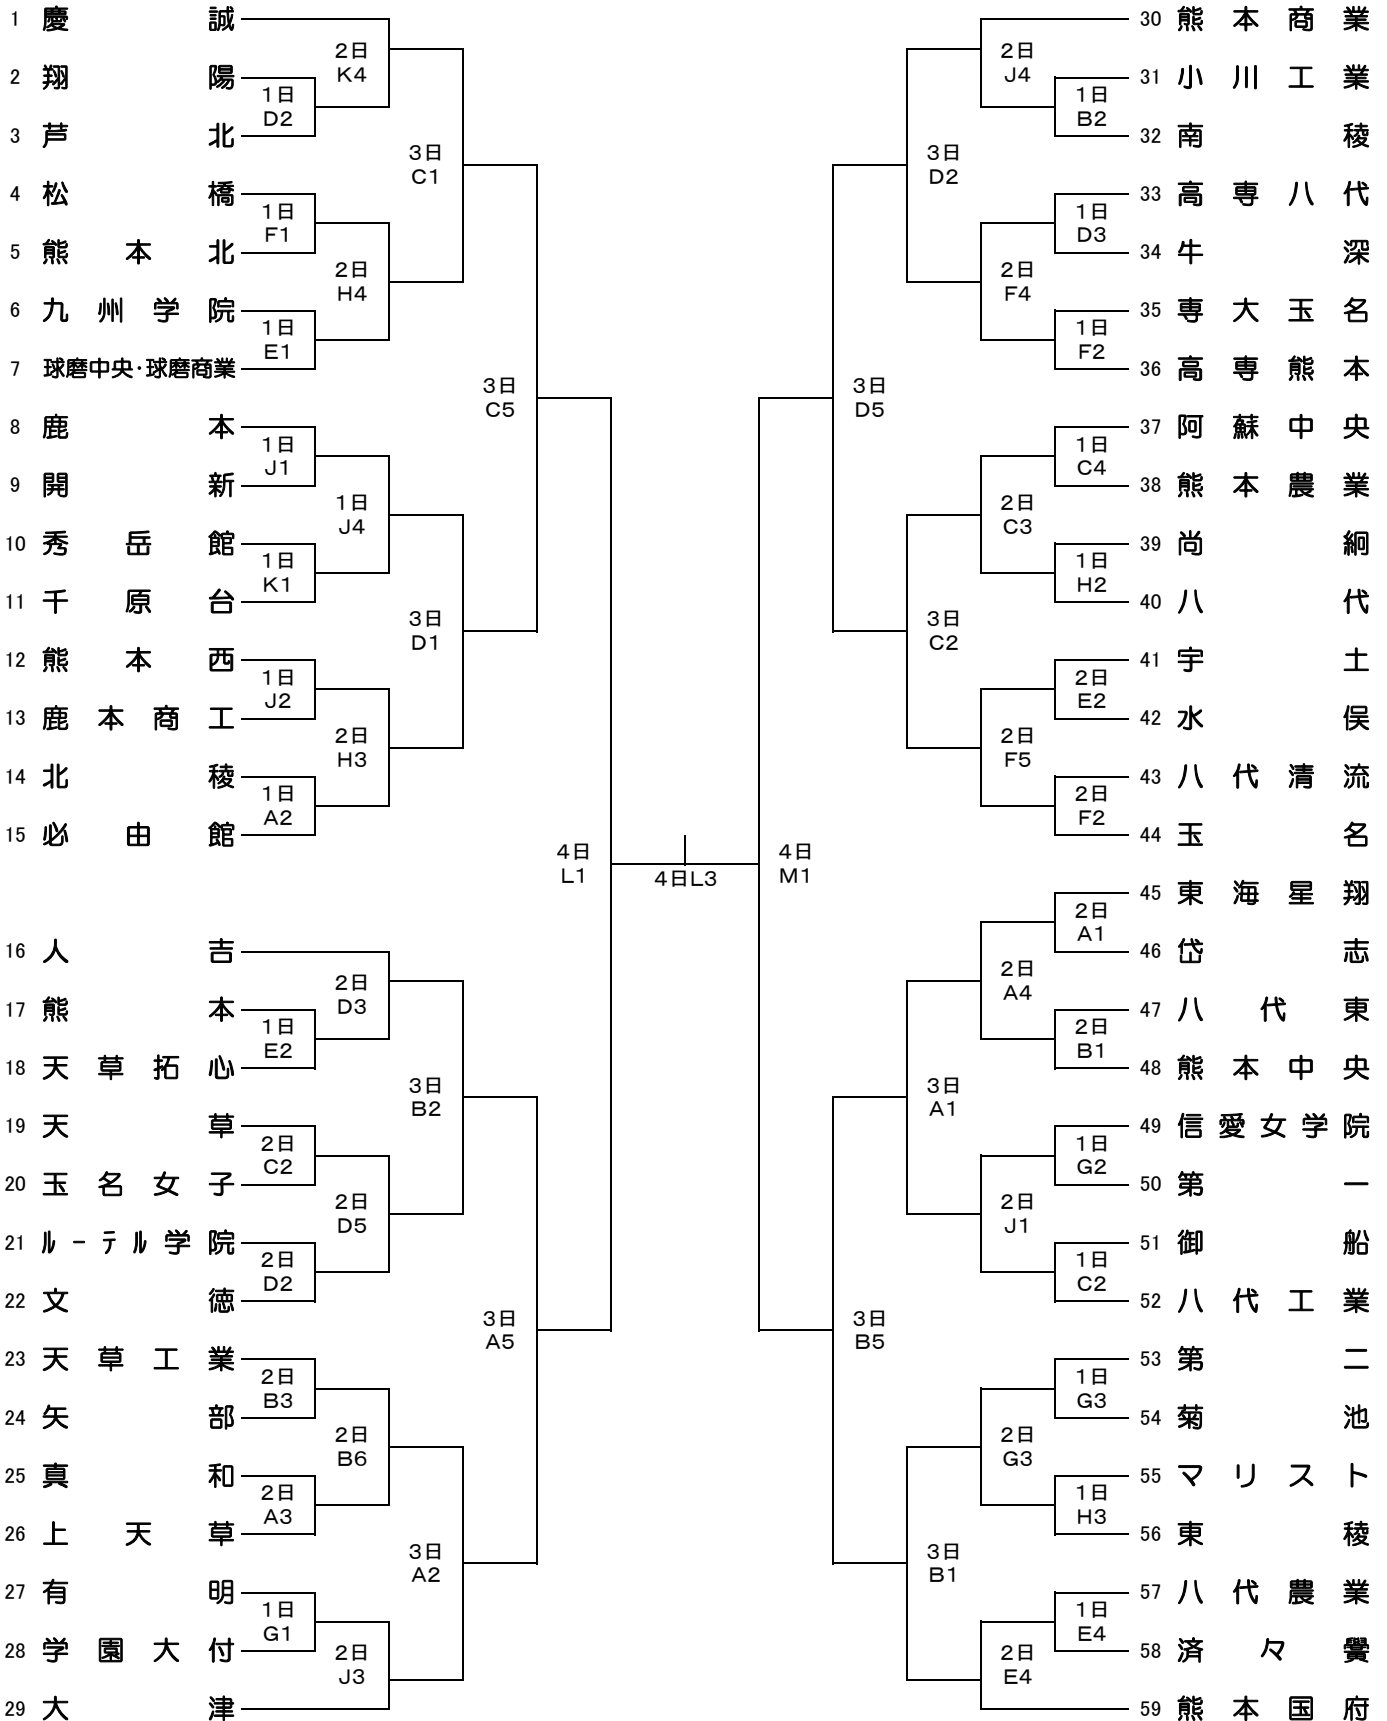 1 慶誠
2 翔陽
3 芦北
4 松橋
5 熊本北
6 九州学院
7 球磨中央・球磨商業
8 鹿本
9 開新
10 秀岳館
11 千原台
12 熊本西
13 鹿本商工
14 北稜
15 必由館
16 人吉
17 熊本
18 天草拓心
19 天草
20 玉名女子
21 ﾙｰﾃﾙ学院
22 文徳
23 天草工業
24 矢部
25 真和
26 上天草
27 有明
28 学園大付
29 大津
1日
D2
1日
F1
1日
E1
1日
J1
1日
K1
1日
J2
1日
A2
1日
E2
2日
C2
2日
D2
2日
B3
2日
A3
1日
G1
2日
K4
2日
H4
1日
J4
2日
H3
2日
D3
2日
D5
2日
B6
2日
J3
3日
C1
3日
D1
3日
B2
3日
A2
3日
C5
3日
A5
4日
L1
4日L3
4日
M1
3日
D5
3日
B5
3日
D2
3日
C2
3日
A1
3日
B1
2日
J4
2日
F4
2日
C3
2日
F5
2日
A4
2日
J1
2日
G3
2日
E4
1日
B2
1日
D3
1日
F2
1日
C4
1日
H2
2日
E2
2日
F2
2日
A1
2日
B1
1日
G2
1日
C2
1日
G3
1日
H3
1日
E4
30 熊本商業
31 小川工業
32 南稜
33 高専八代
34 牛深
35 専大玉名
36 高専熊本
37 阿蘇中央
38 熊本農業
39 尚絅
40 八代
41 宇土
42 水俣
43 八代清流
44 玉名
45 東海星翔
46 岱志
47 八代東
48 熊本中央
49 信愛女学院
50 第一
51 御船
52 八代工業
53 第二
54 菊池
55 マリスト
56 東稜
57 八代農業
58 済々黌
59 熊本国府